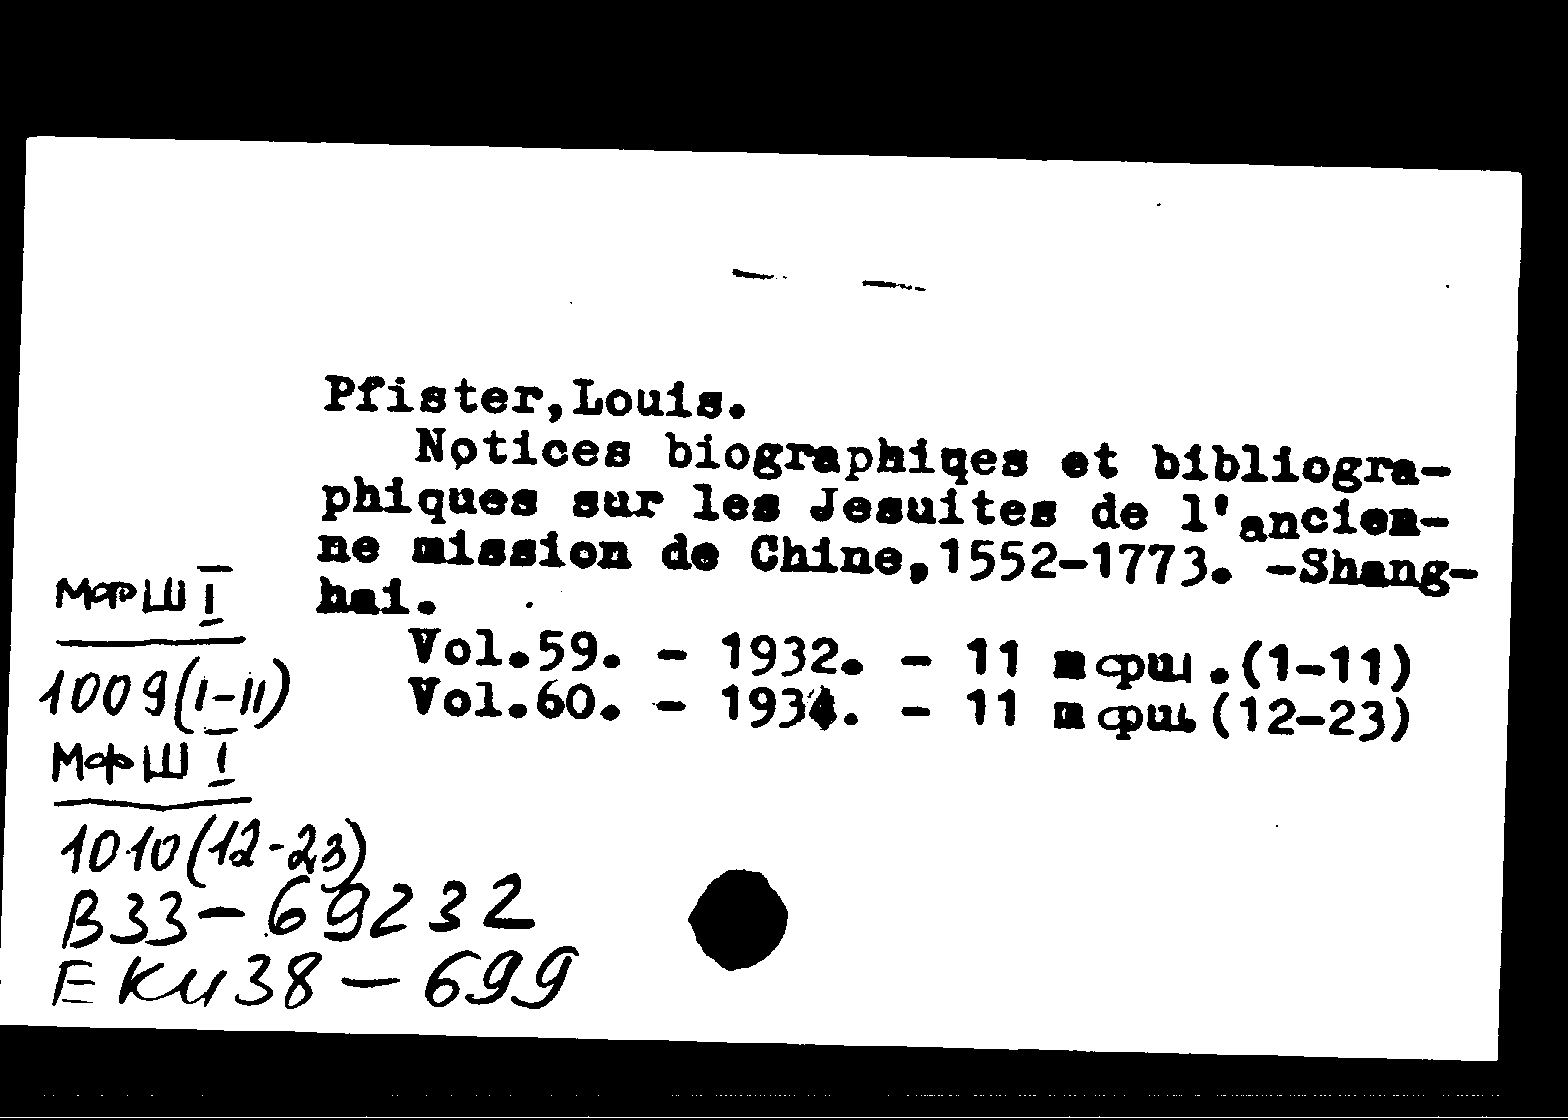 Pfister,Louis.
Notices biographiqes et bibliogra-
phiques sur les Jesuites de l'ancien-
ne mission de Chine,1552-1773. -Shang-
hai.
Vol.59. - 1932. - 11 мфш.(1-11)
Vol.60. - 1934. - 11 мфш.(12-23)
МФШ I
1009(1-11)
МФШ I
1010(12-23)
В33-69232
ЕКИ38-699